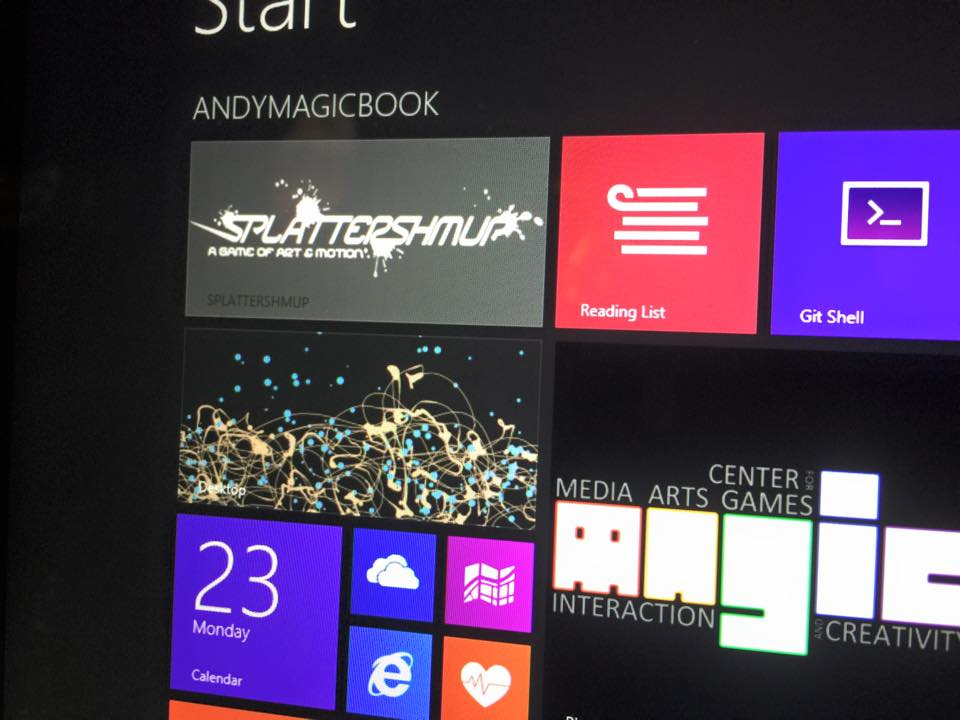 Start
ANDYMAGICBOOK
SPLATTERSHMUP
A GAME OF ART & MOTION
SPLATTERSHMUP
Reading List
Git Shell
Desktop
MEDIA ARTS
CENTER FOR
GAMES
magic
INTERACTION
AND CREATIVITY
23
Monday
Calendar